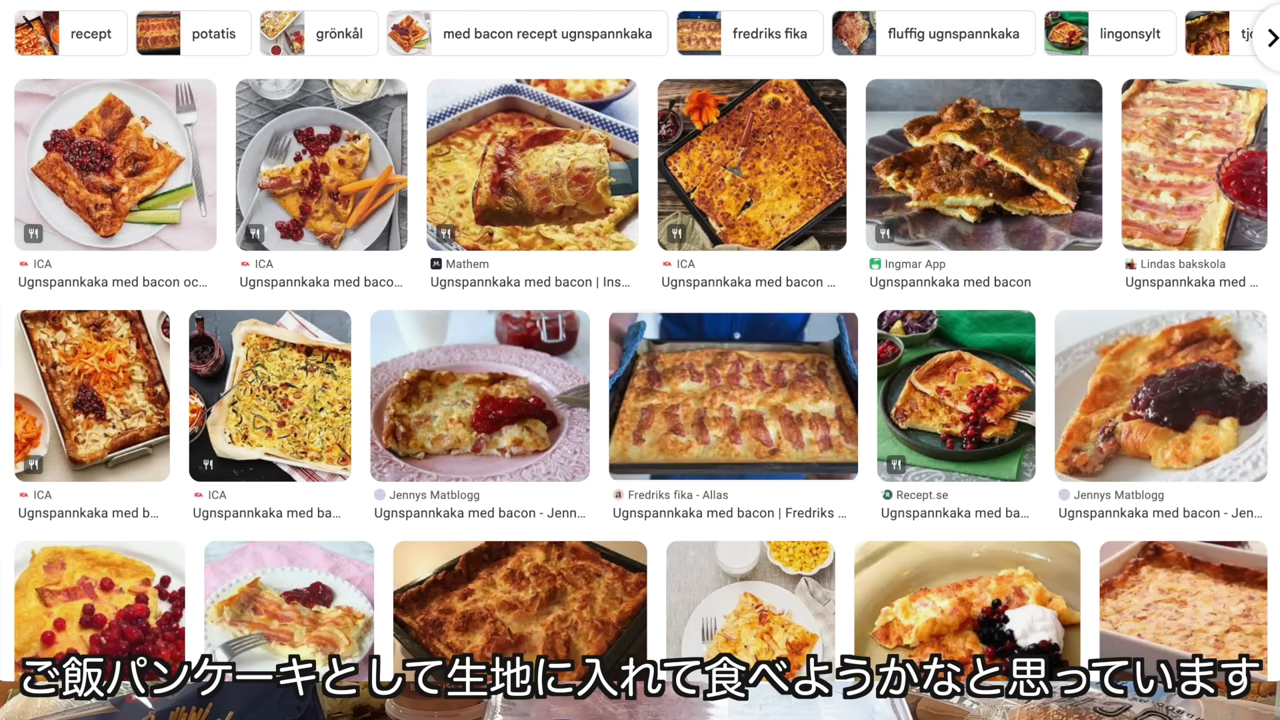 recept
potatis
grönkål
med bacon recept ugnspannkaka
fredriks fika
fluffig ugnspannkaka
lingonsylt
ICA
Ugnspannkaka med bacon oc...
ICA
Ugnspannkaka med baco...
Mathem
Ugnspannkaka med bacon | Ins...
ICA
Ugnspannkaka med bacon ...
Ingmar App
Ugnspannkaka med bacon
Lindas bakskola
Ugnspannkaka med ...
ICA
Ugnspannkaka med b...
ICA
Ugnspannkaka med ba...
Jennys Matblogg
Ugnspannkaka med bacon - Jenn...
Fredriks fika - Allas
Ugnspannkaka med bacon | Fredriks ...
Recept.se
Ugnspannkaka med ba...
Jennys Matblogg
Ugnspannkaka med bacon - Jen...
ご飯パンケーキとして生地に入れて食べようかなと思っています